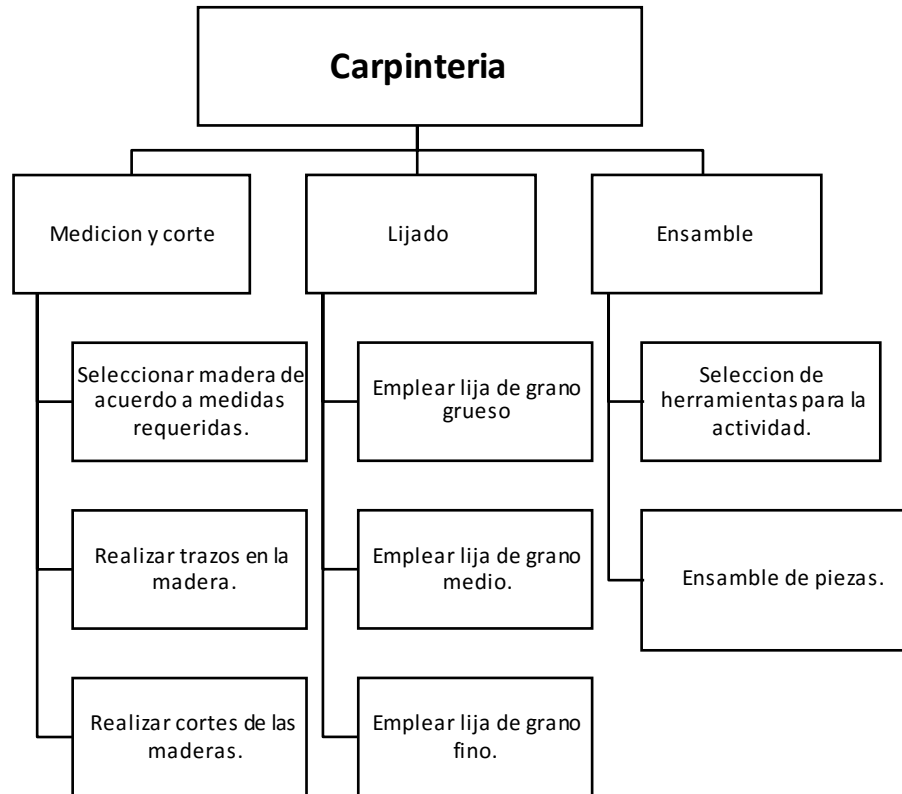 Carpinteria
Medicion y corte
Lijado
Ensamble
Seleccionar madera de
acuerdo a medidas
requeridas.
Emplear lija de grano
grueso
Seleccion de
herramientas para la
actividad.
Realizar trazos en la
madera.
Emplear lija de grano
medio.
Ensamble de piezas.
Realizar cortes de las
maderas.
Emplear lija de grano
fino.